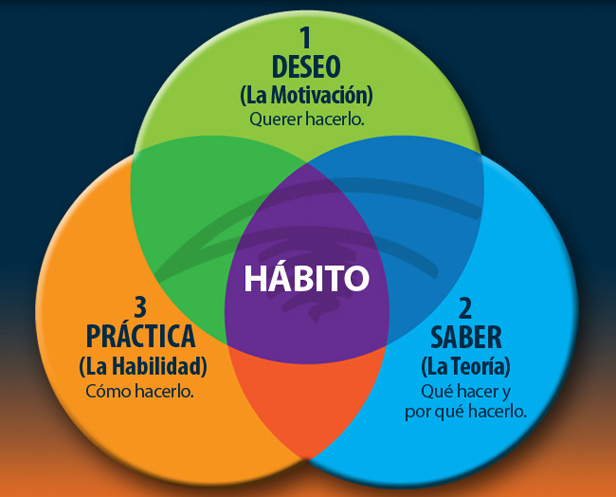 1
DESEO
(La Motivación)
Querer hacerlo.
HÁBITO
3
PRÁCTICA
(La Habilidad)
Cómo hacerlo.
2
SABER
(La Teoría)
Qué hacer y
por qué hacerlo.